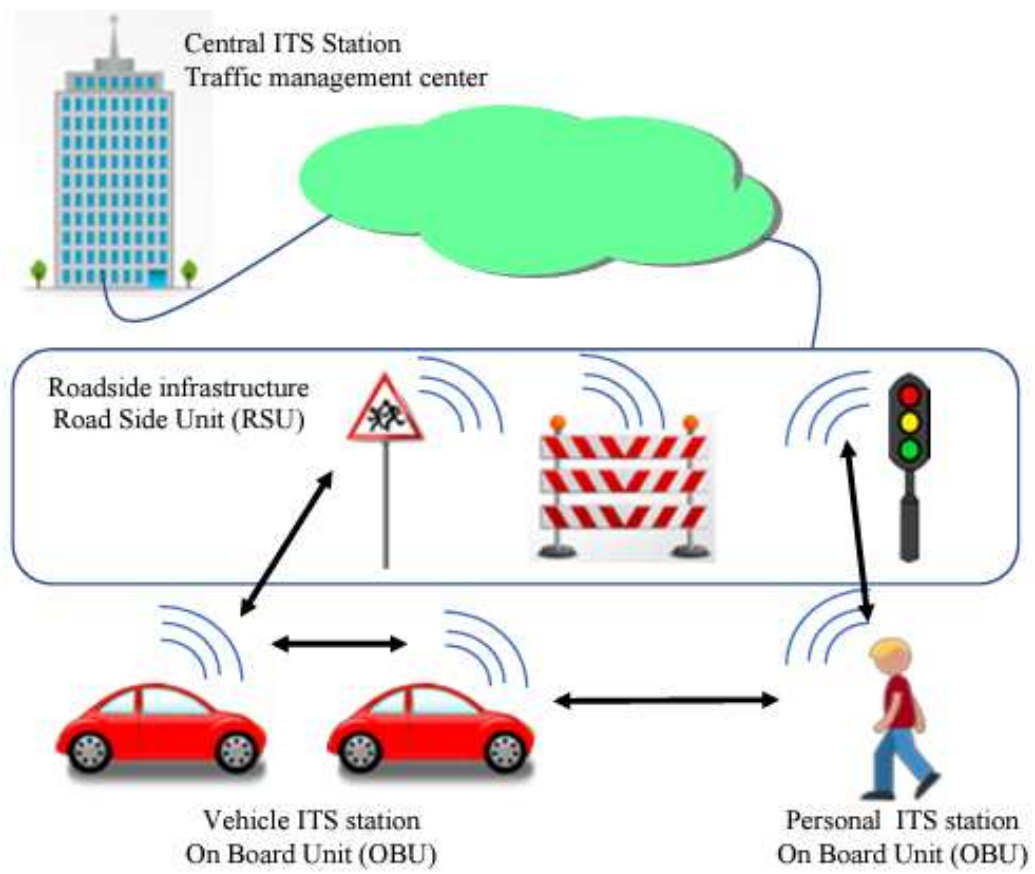 Central ITS Station
Traffic management center
Roadside infrastructure
Road Side Unit (RSU)
Vehicle ITS station
On Board Unit (OBU)
Personal ITS station
On Board Unit (OBU)